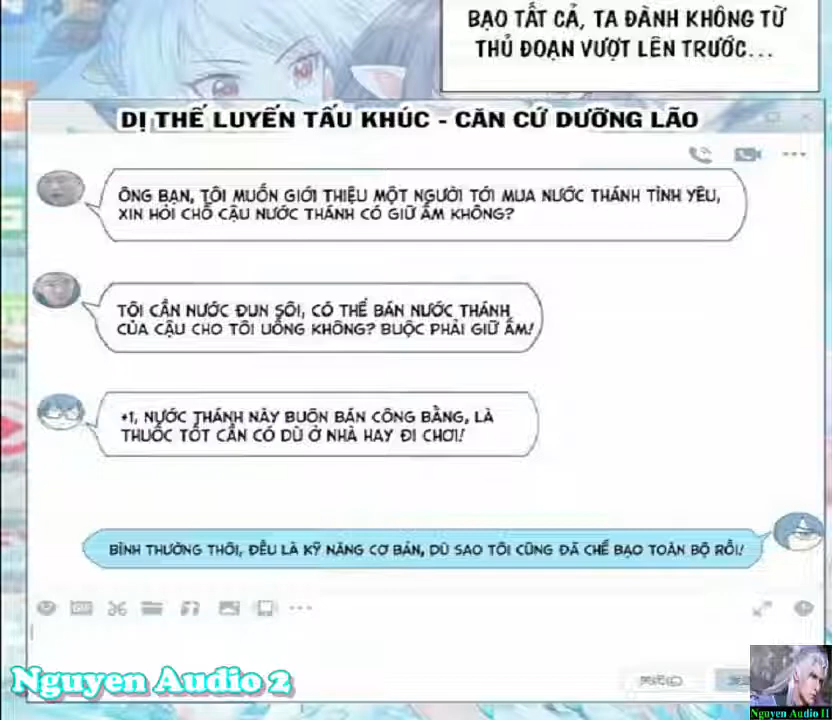 BẠO TẤT CẢ, TA ĐÀNH KHÔNG TỪ
THỦ ĐOẠN VƯỢT LÊN TRƯỚC...
DỊ THẾ LUYẾN TẤU KHÚC - CĂN CỨ DƯỠNG LÃO
ÔNG BẠN, TÔI MUỐN GIỚI THIỆU MỘT NGƯỜI TỚI MUA NƯỚC THÁNH TÌNH YÊU,
XIN HỎI CHỖ CẬU NƯỚC THÁNH CÓ GIỮ ẤM KHÔNG?
TÔI CẦN NƯỚC ĐUN SÔI, CÓ THỂ BÁN NƯỚC THÁNH
CỦA CẬU CHO TÔI UỐNG KHÔNG? BUỘC PHẢI GIỮ ẤM!
+1, NƯỚC THÁNH NÀY BUÔN BÁN CÔNG BẰNG, LÀ
THUỐC TỐT CẦN CÓ DÙ Ở NHÀ HAY ĐI CHƠI!
BÌNH THƯỜNG THÔI, ĐỀU LÀ KỸ NĂNG CƠ BẢN, DÙ SAO TÔI CŨNG ĐÃ CHẾ BẠO TOÀN BỘ RỒI!
GIF
Nguyen Audio 2
Nguyen Audio II